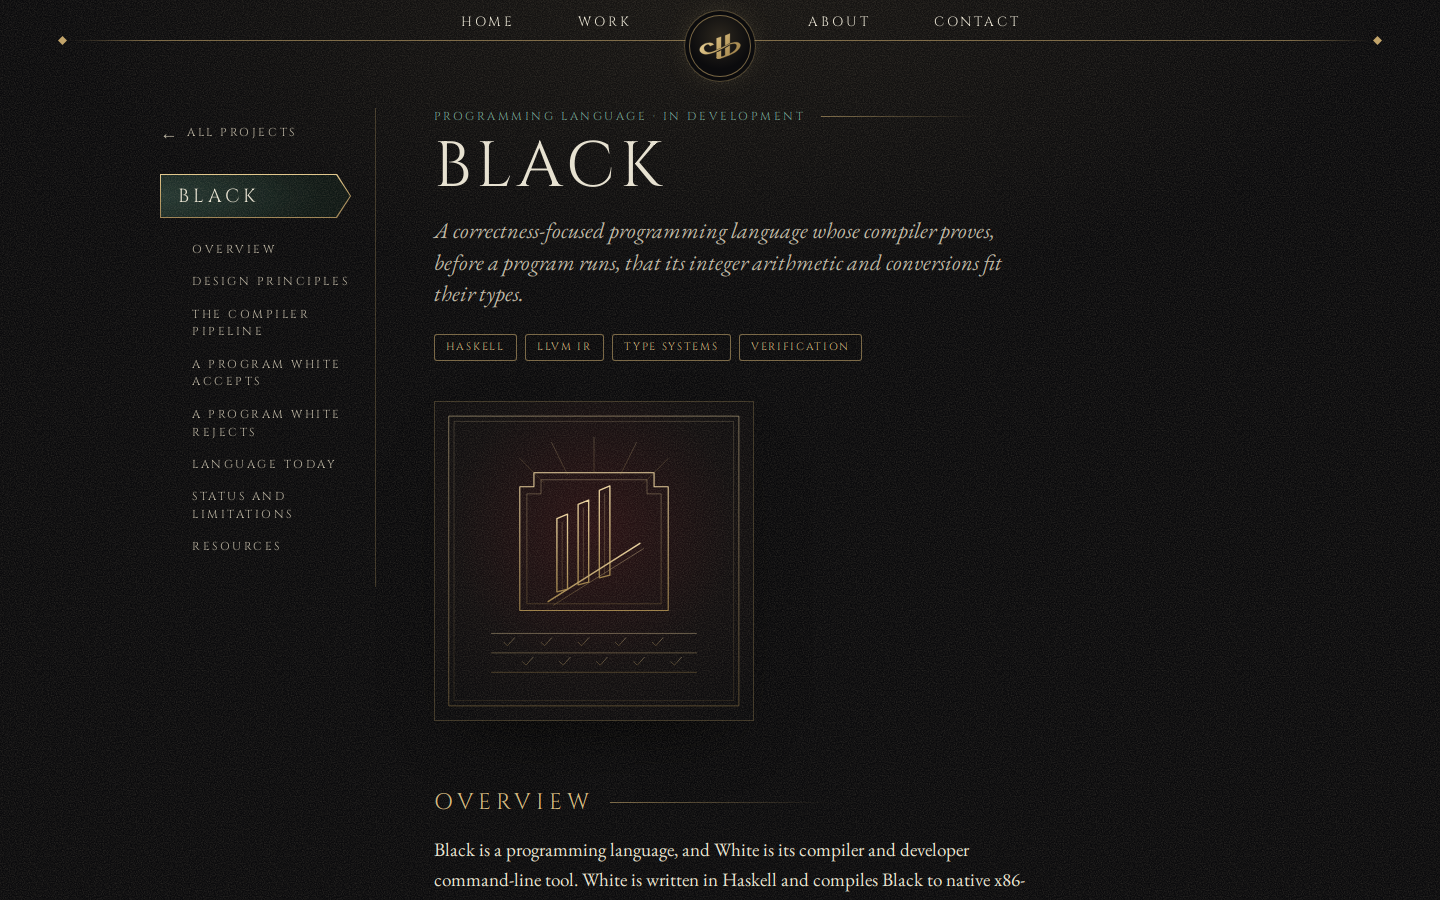 HOME
WORK
ABOUT
CONTACT
← ALL PROJECTS
BLACK
OVERVIEW
DESIGN PRINCIPLES
THE COMPILER
PIPELINE
A PROGRAM WHITE
ACCEPTS
A PROGRAM WHITE
REJECTS
LANGUAGE TODAY
STATUS AND
LIMITATIONS
RESOURCES
PROGRAMMING LANGUAGE · IN DEVELOPMENT
BLACK
A correctness-focused programming language whose compiler proves,
before a program runs, that its integer arithmetic and conversions fit
their types.
HASKELL
LLVM IR
TYPE SYSTEMS
VERIFICATION
OVERVIEW
Black is a programming language, and White is its compiler and developer
command-line tool. White is written in Haskell and compiles Black to native x86-